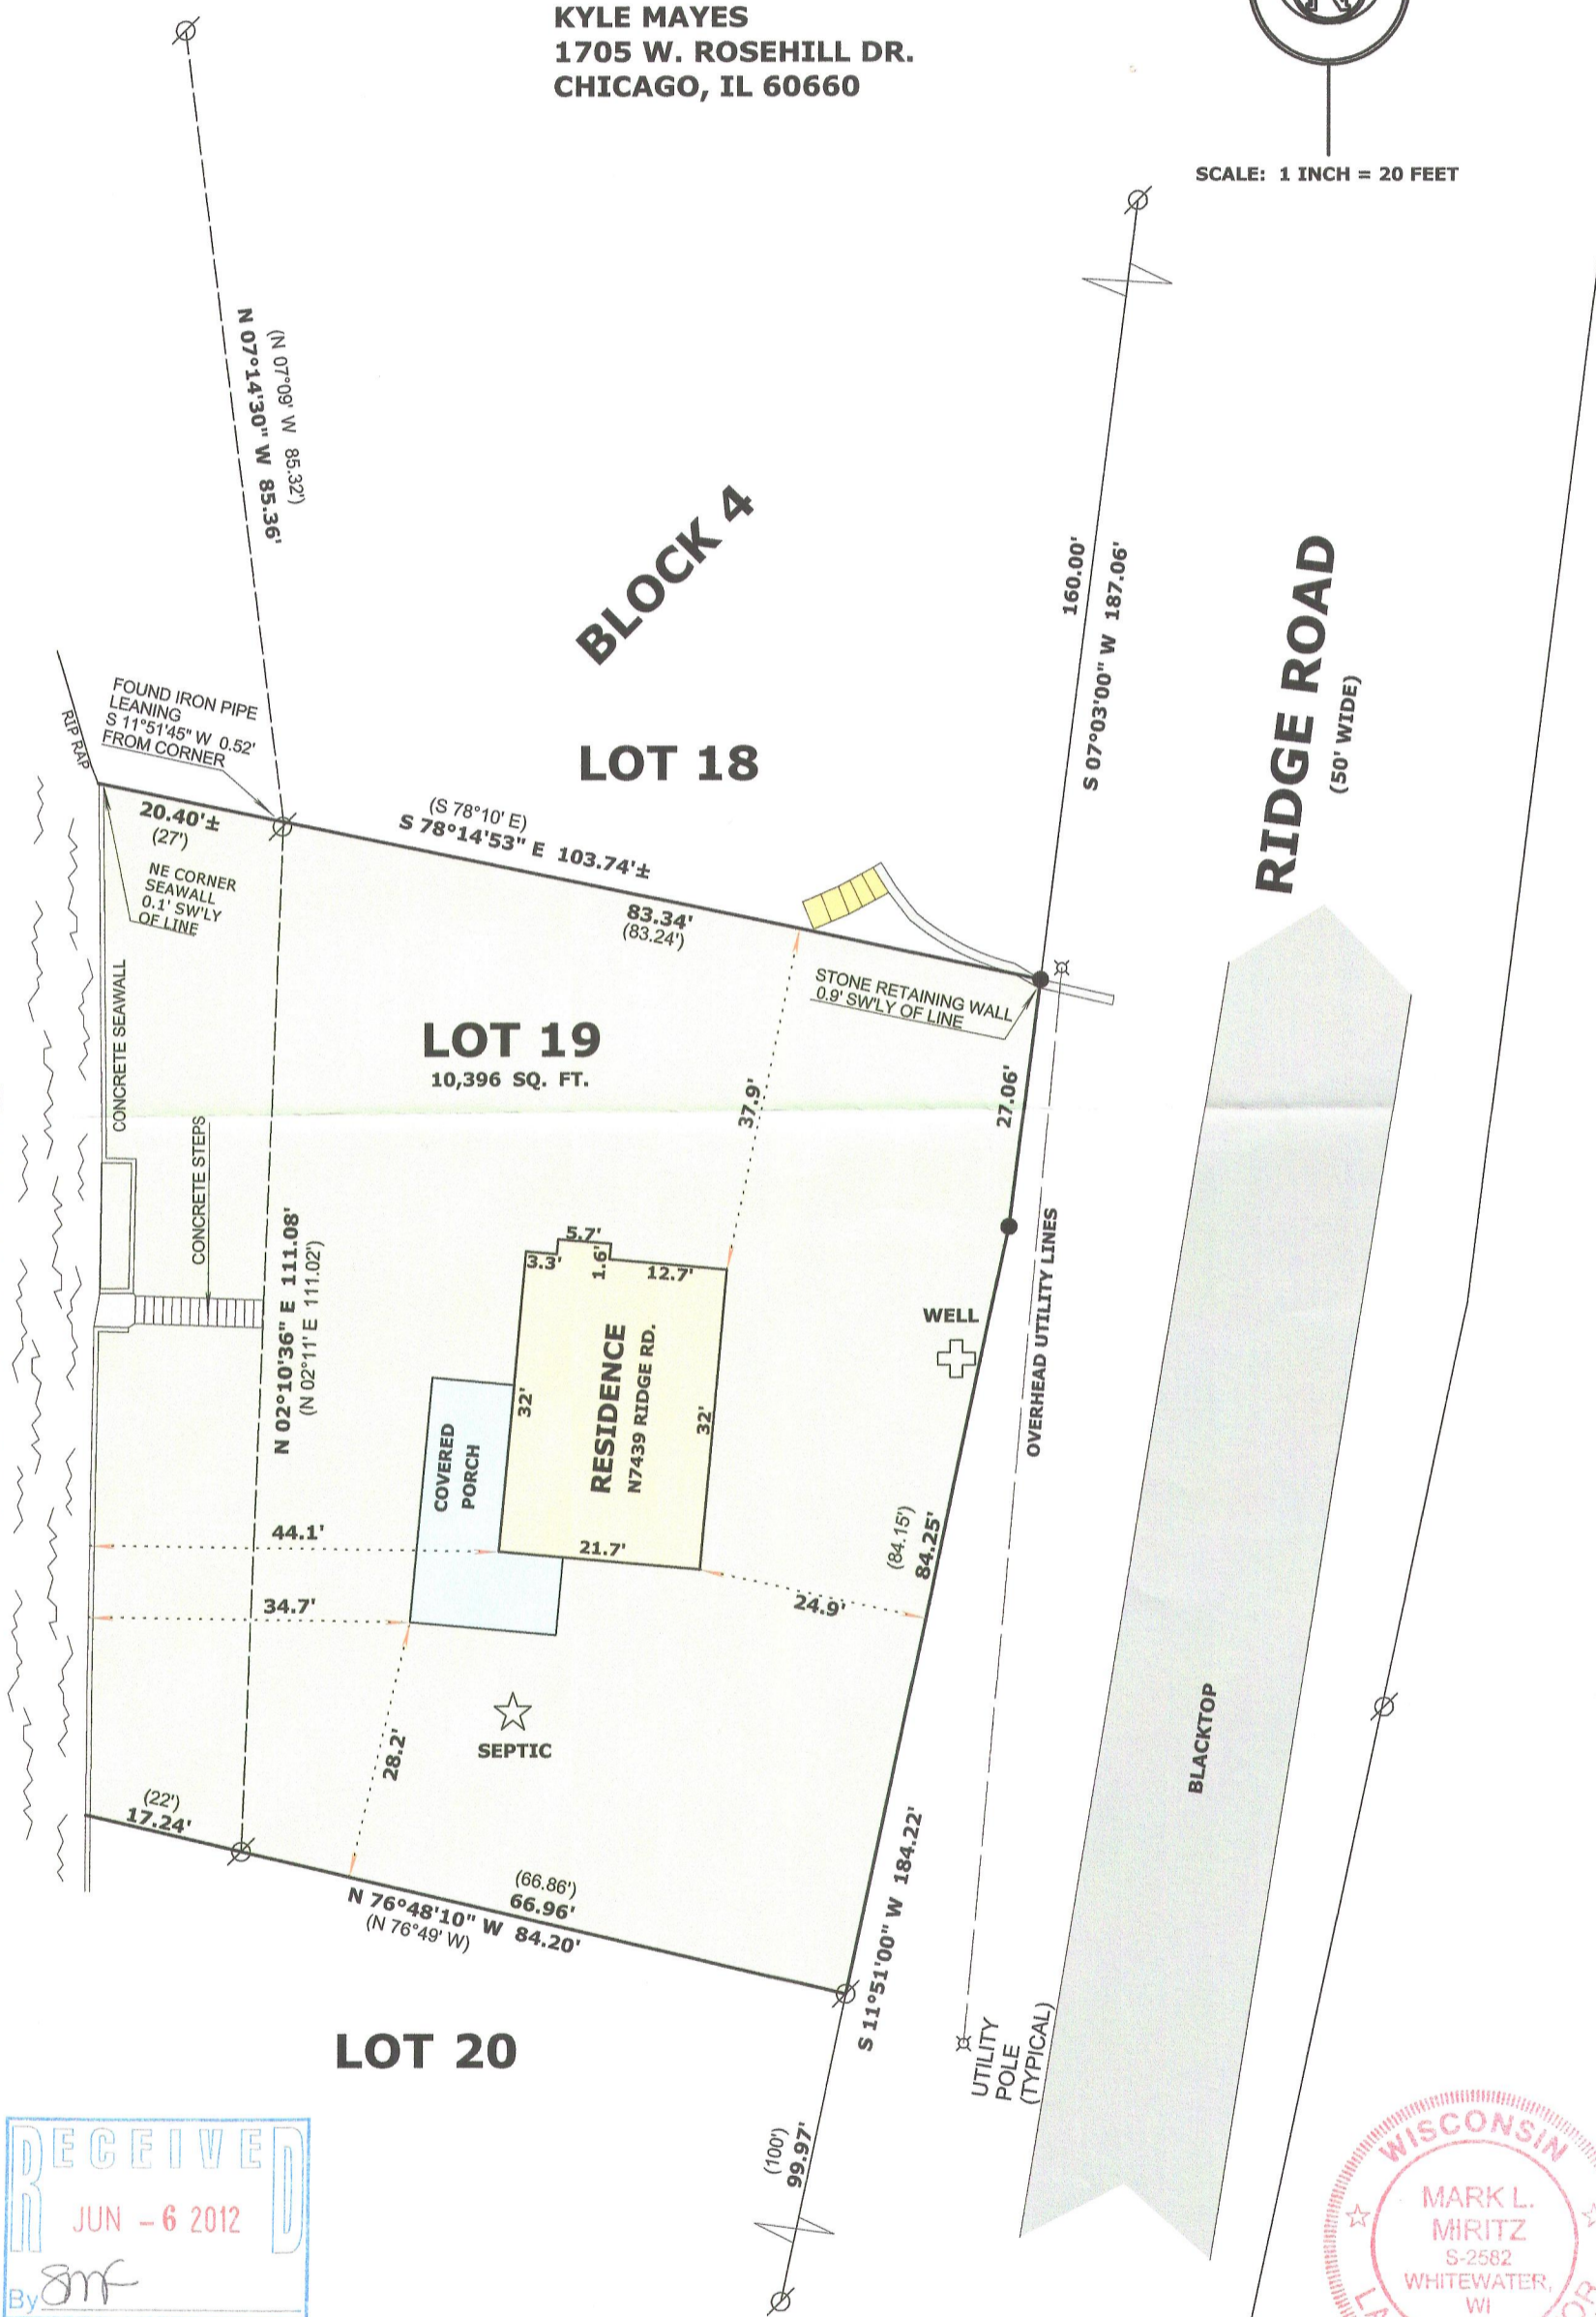 KYLE MAYES
1705 W. ROSEHILL DR.
CHICAGO, IL 60660
SCALE: 1 INCH = 20 FEET
(N 07°09' W 85.32')
N 07°14'30" W 85.36'
BLOCK 4
160.00'
S 07°03'00" W 187.06'
RIDGE ROAD
(50' WIDE)
FOUND IRON PIPE
LEANING
S 11°51'45" W 0.52'
FROM CORNER
RIP RAP
LOT 18
20.40'±
(27')
(S 78°10' E)
S 78°14'53" E 103.74'±
83.34'
(83.24')
NE CORNER
SEAWALL
0.1' SW'LY
OF LINE
CONCRETE SEAWALL
STONE RETAINING WALL
0.9' SW'LY OF LINE
LOT 19
10,396 SQ. FT.
37.9'
27.06'
CONCRETE STEPS
N 02°10'36" E 111.08'
(N 02°11' E 111.02')
5.7'
3.3'
1.6'
12.7'
WELL
OVERHEAD UTILITY LINES
RESIDENCE
N7439 RIDGE RD.
32'
32'
COVERED
PORCH
44.1'
21.7'
(84.15')
84.25'
34.7'
24.9'
28.2'
SEPTIC
BLACKTOP
(22')
17.24'
(66.86')
66.96'
N 76°48'10" W 84.20'
(N 76°49' W)
S 11°51'00" W 184.22'
LOT 20
UTILITY
POLE
(TYPICAL)
(100')
99.97'
RECEIVED
JUN - 6 2012
By SMF
WISCONSIN
MARK L.
MIRITZ
S-2582
WHITEWATER,
WI